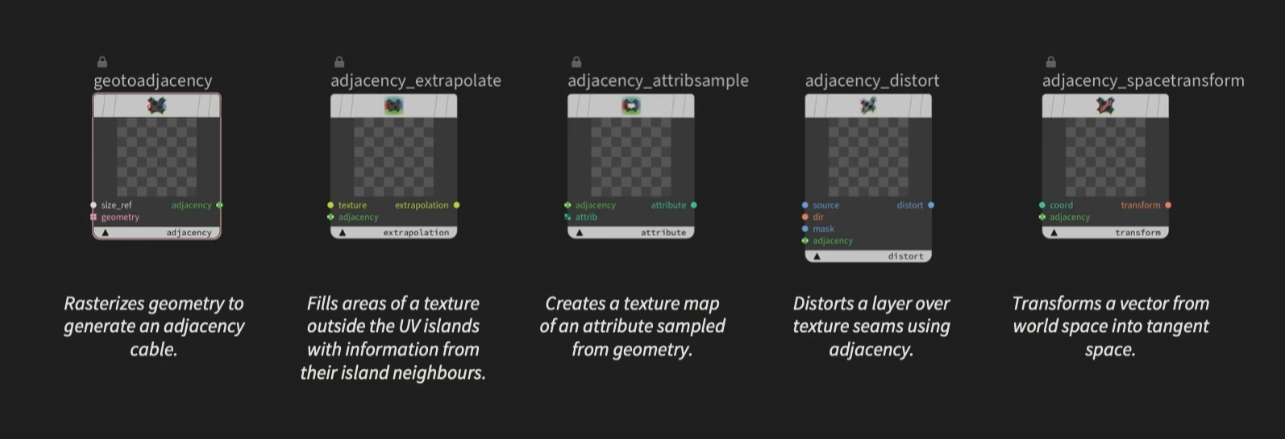 geotoadjacency
size_ref adjacency
geometry
adjacency
Rasterizes geometry to
generate an adjacency
cable.
adjacency_extrapolate
texture extrapolation
adjacency
extrapolation
Fills areas of a texture
outside the UV islands
with information from
their island neighbours.
adjacency_attribsample
adjacency attribute
attrib
attribute
Creates a texture map
of an attribute sampled
from geometry.
adjacency_distort
source distort
dir
mask
adjacency
distort
Distorts a layer over
texture seams using
adjacency.
adjacency_spacetransform
coord transform
adjacency
transform
Transforms a vector from
world space into tangent
space.